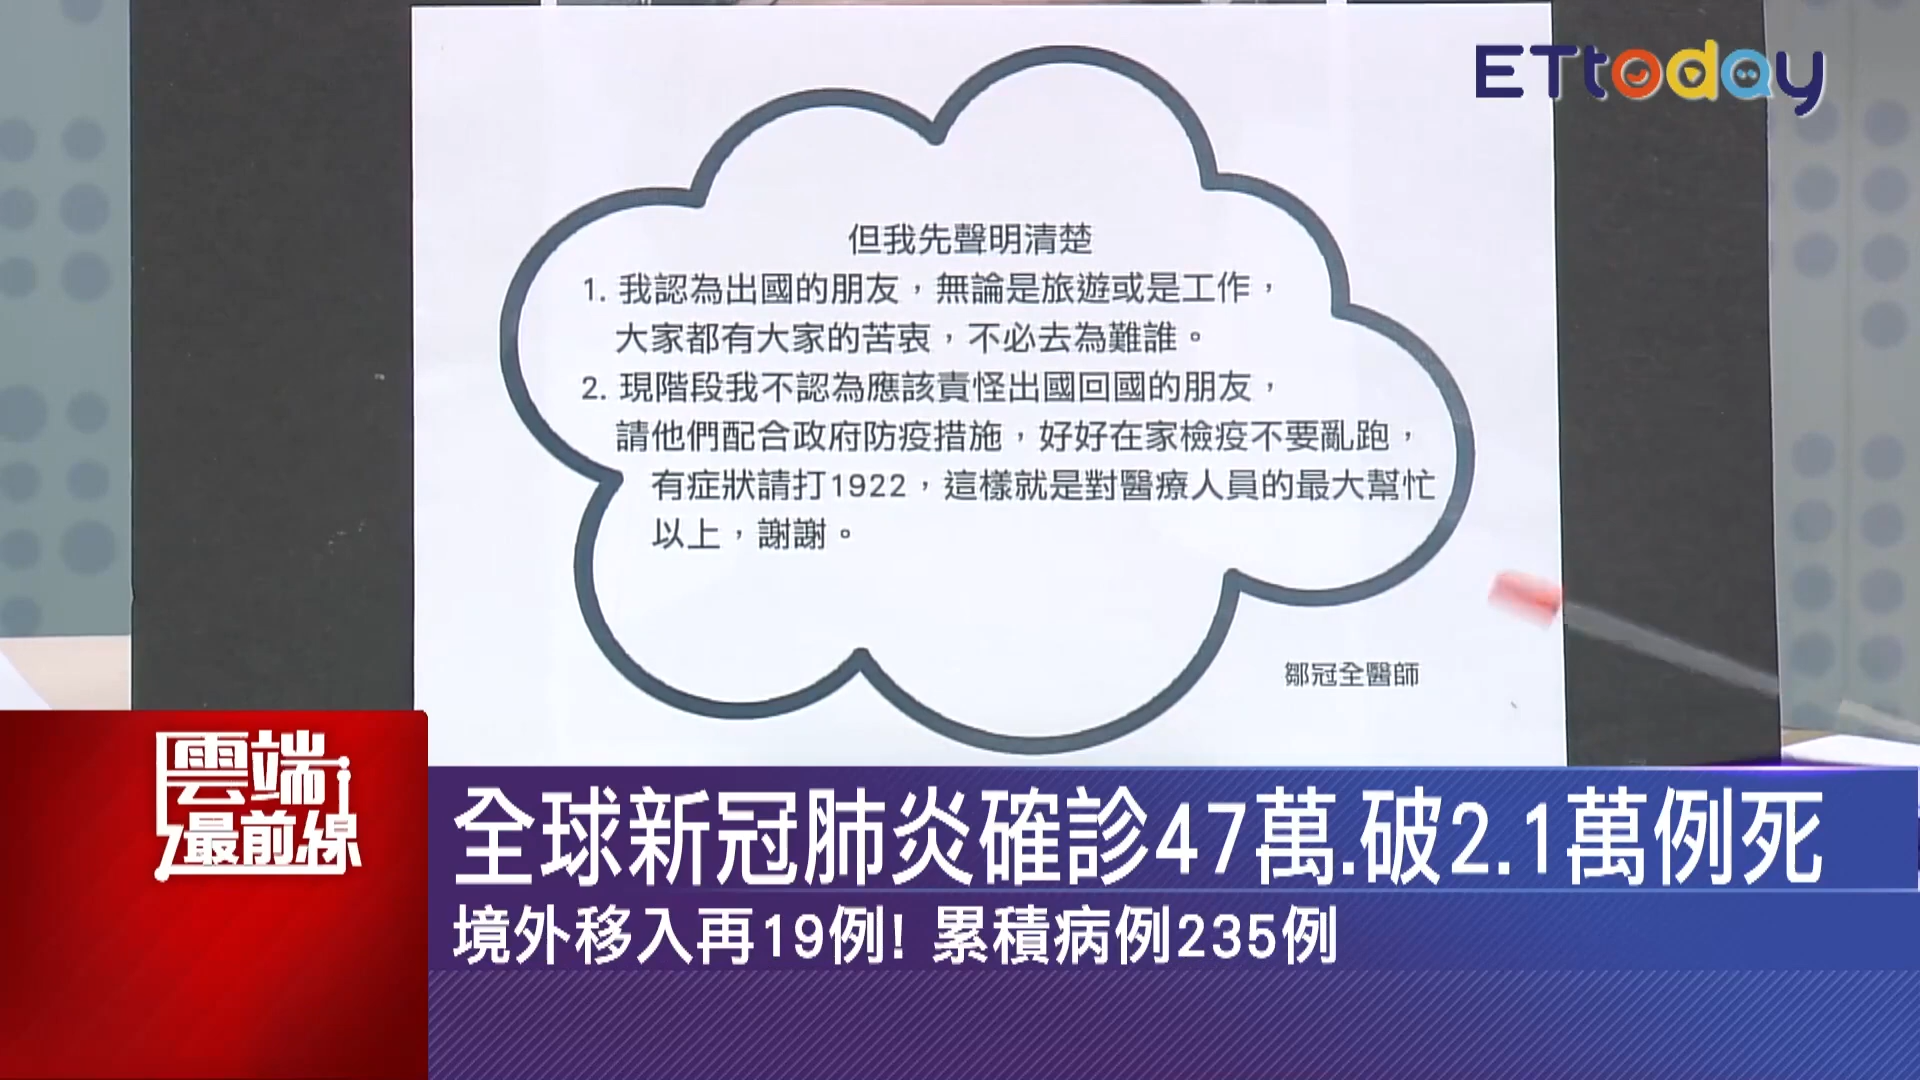 ETtoday
但我先聲明清楚
1. 我認為出國的朋友，無論是旅遊或是工作，
大家都有大家的苦衷，不必去為難誰。
2. 現階段我不認為應該責怪出國回國的朋友，
請他們配合政府防疫措施，好好在家檢疫不要亂跑，
有症狀請打1922，這樣就是對醫療人員的最大幫忙
以上，謝謝。
鄒冠全醫師
雲端
最前線
全球新冠肺炎確診47萬.破2.1萬例死
境外移入再19例! 累積病例235例